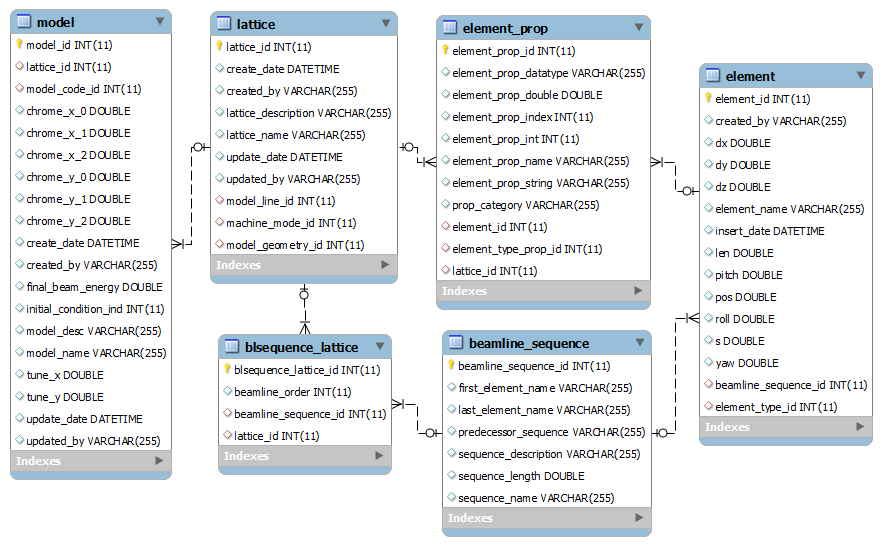 model
model_id INT(11)
lattice_id INT(11)
model_code_id INT(11)
chrome_x_0 DOUBLE
chrome_x_1 DOUBLE
chrome_x_2 DOUBLE
chrome_y_0 DOUBLE
chrome_y_1 DOUBLE
chrome_y_2 DOUBLE
create_date DATETIME
created_by VARCHAR(255)
final_beam_energy DOUBLE
initial_condition_ind INT(11)
model_desc VARCHAR(255)
model_name VARCHAR(255)
tune_x DOUBLE
tune_y DOUBLE
update_date DATETIME
updated_by VARCHAR(255)
Indexes
lattice
lattice_id INT(11)
create_date DATETIME
created_by VARCHAR(255)
lattice_description VARCHAR(255)
lattice_name VARCHAR(255)
update_date DATETIME
updated_by VARCHAR(255)
model_line_id INT(11)
machine_mode_id INT(11)
model_geometry_id INT(11)
Indexes
blsequence_lattice
blsequence_lattice_id INT(11)
beamline_order INT(11)
beamline_sequence_id INT(11)
lattice_id INT(11)
Indexes
element_prop
element_prop_id INT(11)
element_prop_datatype VARCHAR(255)
element_prop_double DOUBLE
element_prop_index INT(11)
element_prop_int INT(11)
element_prop_name VARCHAR(255)
element_prop_string VARCHAR(255)
prop_category VARCHAR(255)
element_id INT(11)
element_type_prop_id INT(11)
lattice_id INT(11)
Indexes
beamline_sequence
beamline_sequence_id INT(11)
first_element_name VARCHAR(255)
last_element_name VARCHAR(255)
predecessor_sequence VARCHAR(255)
sequence_description VARCHAR(255)
sequence_length DOUBLE
sequence_name VARCHAR(255)
Indexes
element
element_id INT(11)
created_by VARCHAR(255)
dx DOUBLE
dy DOUBLE
dz DOUBLE
element_name VARCHAR(255)
insert_date DATETIME
len DOUBLE
pitch DOUBLE
pos DOUBLE
roll DOUBLE
s DOUBLE
yaw DOUBLE
beamline_sequence_id INT(11)
element_type_id INT(11)
Indexes